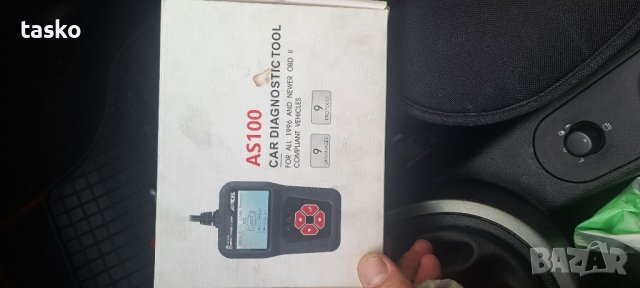 tasko
AS100
CAR DIAGNOSTIC TOOL
FOR ALL 1996 AND NEWER OBD II
COMPLIANT VEHICLES
9
LANGUAGES
9
PROTOCOLS
ANCEL
BAZAR